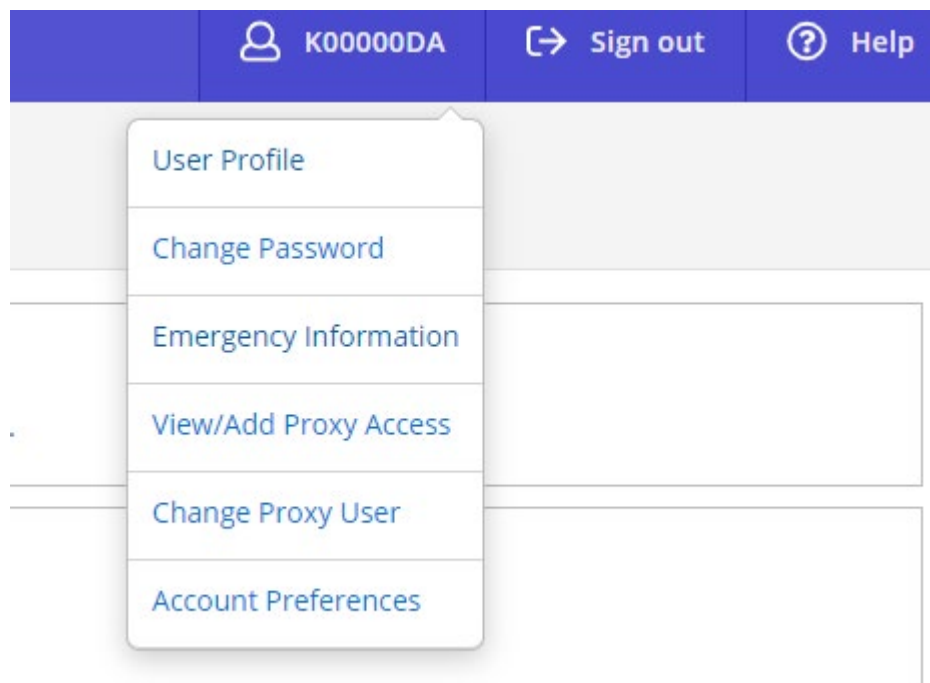 K00000DA
Sign out
Help
User Profile
Change Password
Emergency Information
View/Add Proxy Access
Change Proxy User
Account Preferences